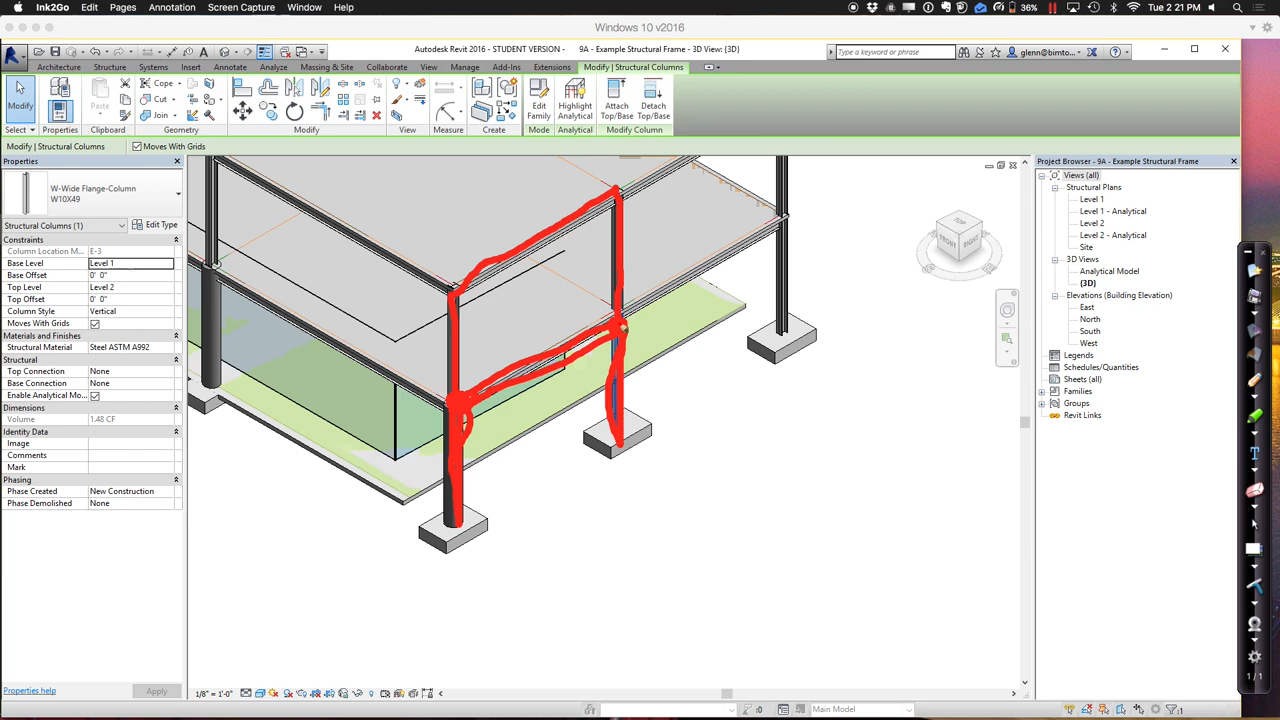 Ink2Go Edit Pages Annotation Screen Capture Window Help 36% Tue 2:21 PM
Windows 10 v2016
Autodesk Revit 2016 - STUDENT VERSION - 9A - Example Structural Frame - 3D View: {3D} Type a keyword or phrase glenn@bimto...
Architecture Structure Systems Insert Annotate Analyze Massing & Site Collaborate View Manage Add-Ins Extensions Modify | Structural Columns
Modify Properties Paste Cope Cut Join Edit Family Highlight Analytical Attach Top/Base Detach Top/Base
Select Properties Clipboard Geometry Modify View Measure Create Mode Analytical Modify Column
Modify | Structural Columns Moves With Grids
Properties
W-Wide Flange-Column
W10X49
Structural Columns (1) Edit Type
Constraints
Column Location M... E-3
Base Level Level 1
Base Offset 0' 0"
Top Level Level 2
Top Offset 0' 0"
Column Style Vertical
Moves With Grids
Materials and Finishes
Structural Material Steel ASTM A992
Structural
Top Connection None
Base Connection None
Enable Analytical Mo...
Dimensions
Volume 1.48 CF
Identity Data
Image
Comments
Mark
Phasing
Phase Created New Construction
Phase Demolished None
Properties help Apply
TOP
FRONT RIGHT
Project Browser - 9A - Example Structural Frame
Views (all)
Structural Plans
Level 1
Level 1 - Analytical
Level 2
Level 2 - Analytical
Site
3D Views
Analytical Model
{3D}
Elevations (Building Elevation)
East
North
South
West
Legends
Schedules/Quantities
Sheets (all)
Families
Groups
Revit Links
T
1 / 1
1/8" = 1'-0"
:0 Main Model :1